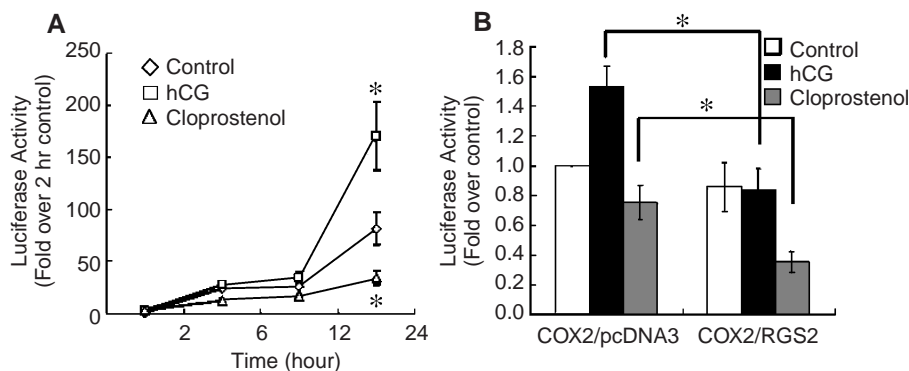 A
Luciferase Activity
(Fold over 2 hr control)
250
200
150
100
50
0
Control
hCG
Cloprostenol
*
*
2
6
12
24
Time (hour)
B
Luciferase Activity
(Fold over control)
1.8
1.6
1.4
1.2
1.0
0.8
0.6
0.4
0.2
0.0
*
*
Control
hCG
Cloprostenol
COX2/pcDNA3
COX2/RGS2